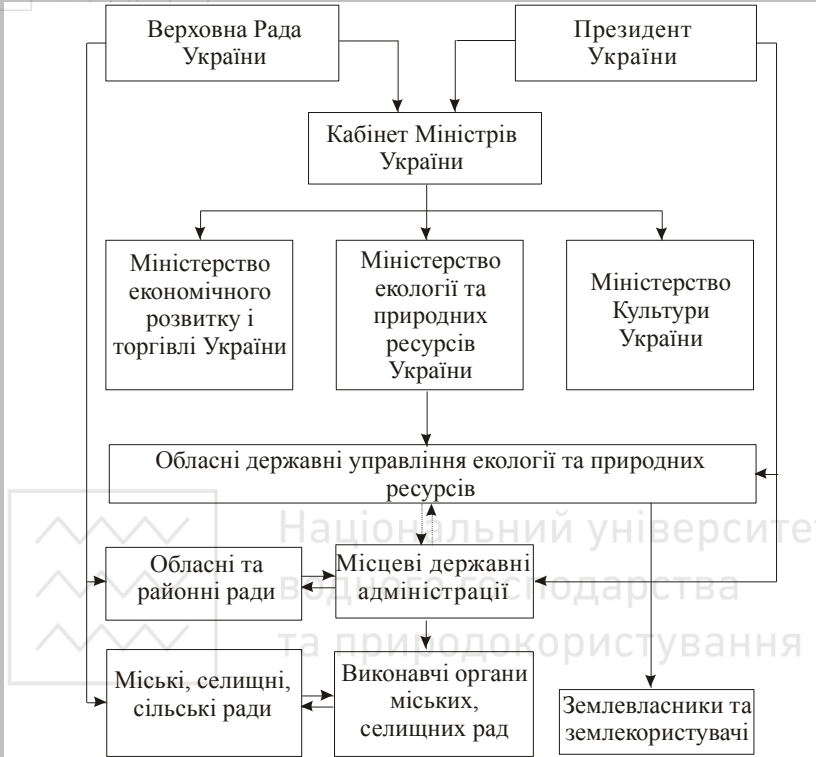 Верховна Рада
України
Президент
України
Кабінет Міністрів
України
Міністерство
економічного
розвитку і
торгівлі України
Міністерство
екології та
природних
ресурсів
України
Міністерство
Культури
України
Обласні державні управління екології та природних
ресурсів
Національний університе
водного господарства
та природокористування
Обласні та
районні ради
Місцеві державні
адміністрації
Міські, селищні,
сільські ради
Виконавчі органи
міських,
селищних рад
Землевласники та
землекористувачі